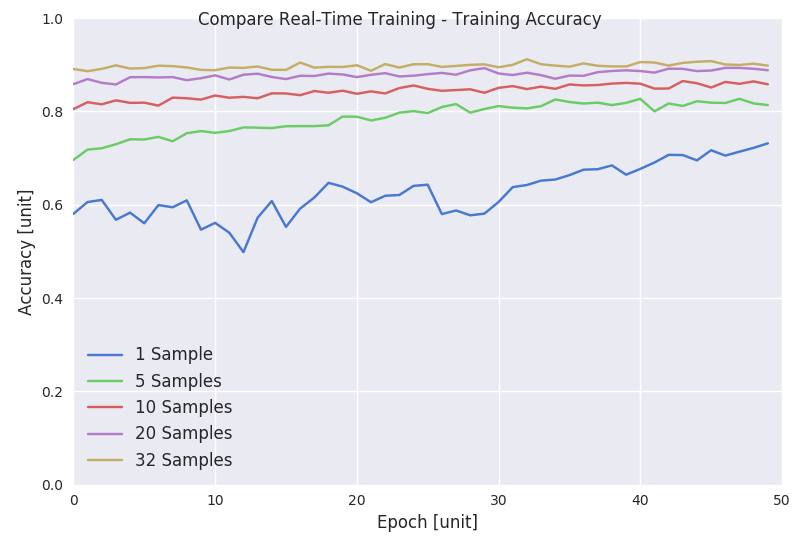 Compare Real-Time Training - Training Accuracy
1.0
0.8
0.6
0.4
0.2
0.0
Accuracy [unit]
1 Sample
5 Samples
10 Samples
20 Samples
32 Samples
0 10 20 30 40 50
Epoch [unit]